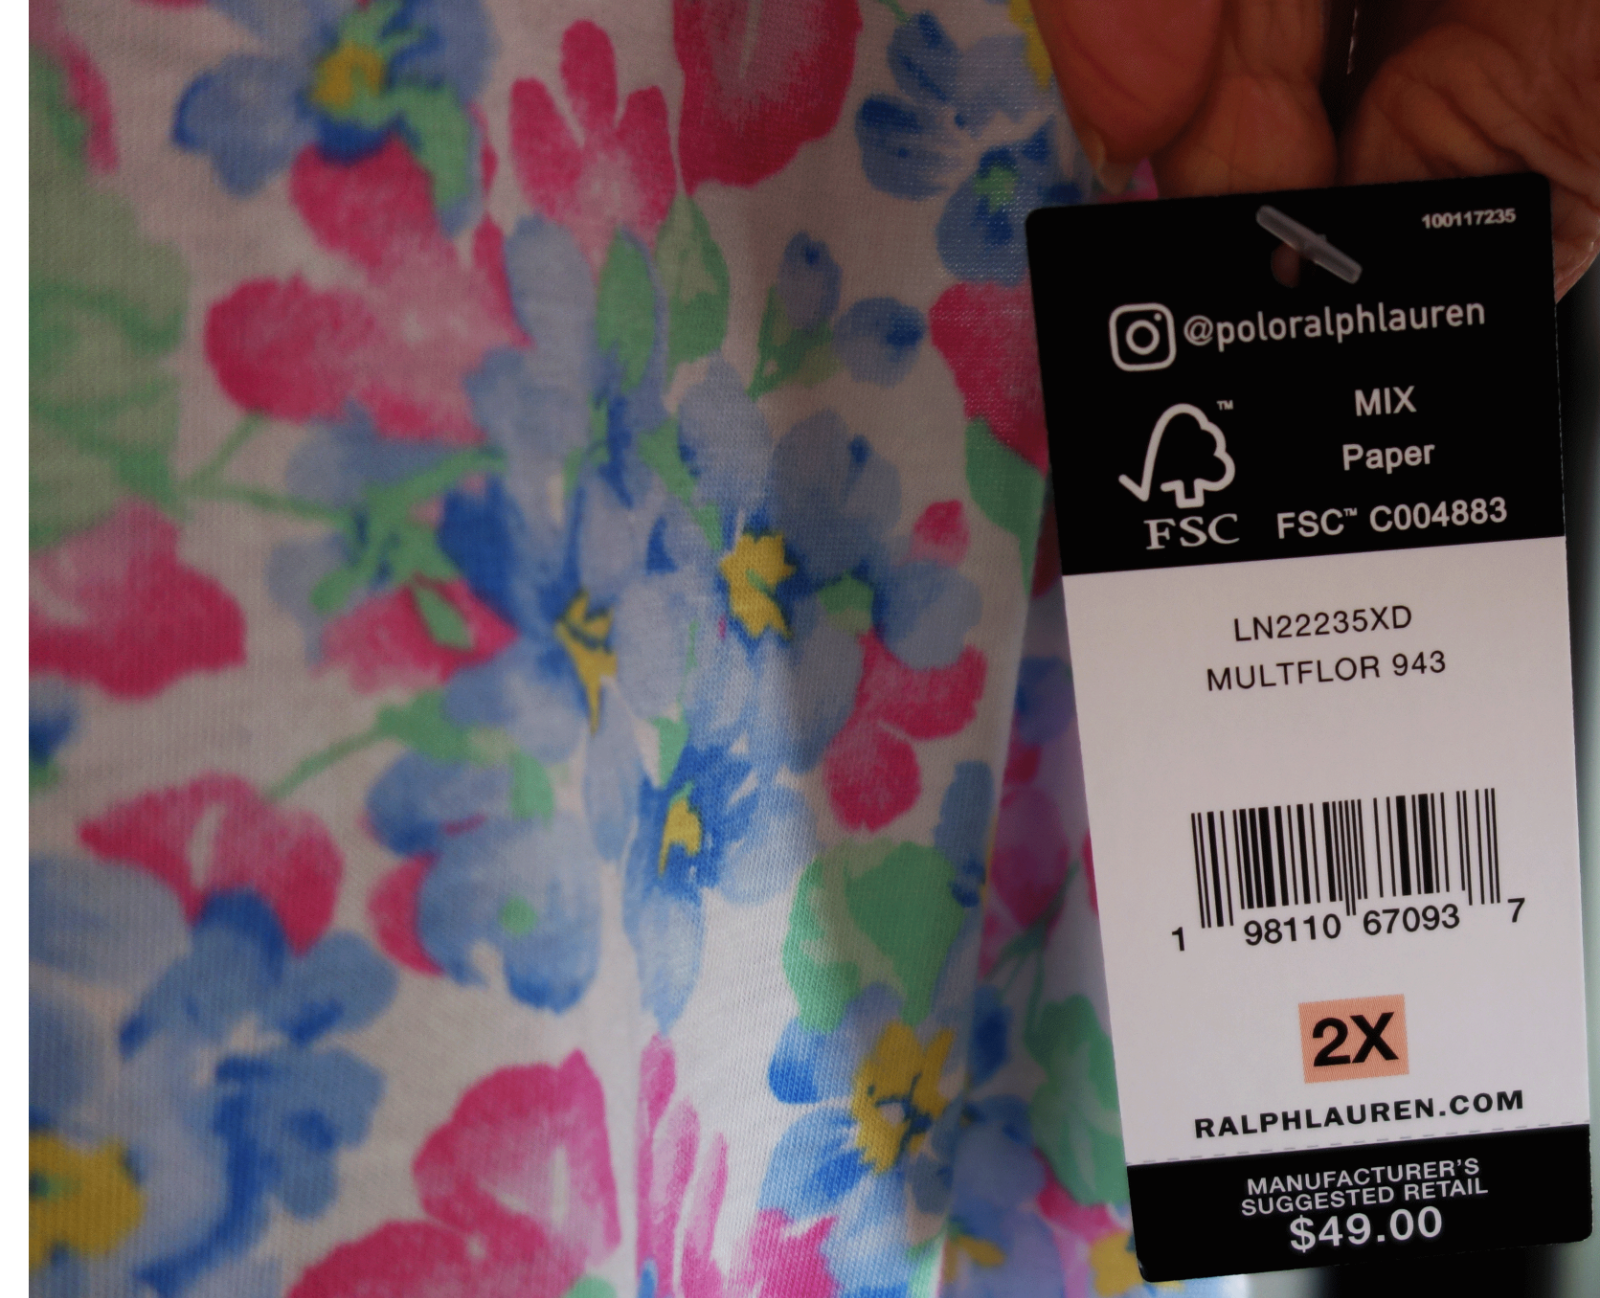 100117235
@poloralphlauren
™
MIX
Paper
FSC
FSC™ C004883
LN22235XD
MULTFLOR 943
1 98110 67093 7
2X
RALPHLAUREN.COM
MANUFACTURER'S
SUGGESTED RETAIL
$49.00